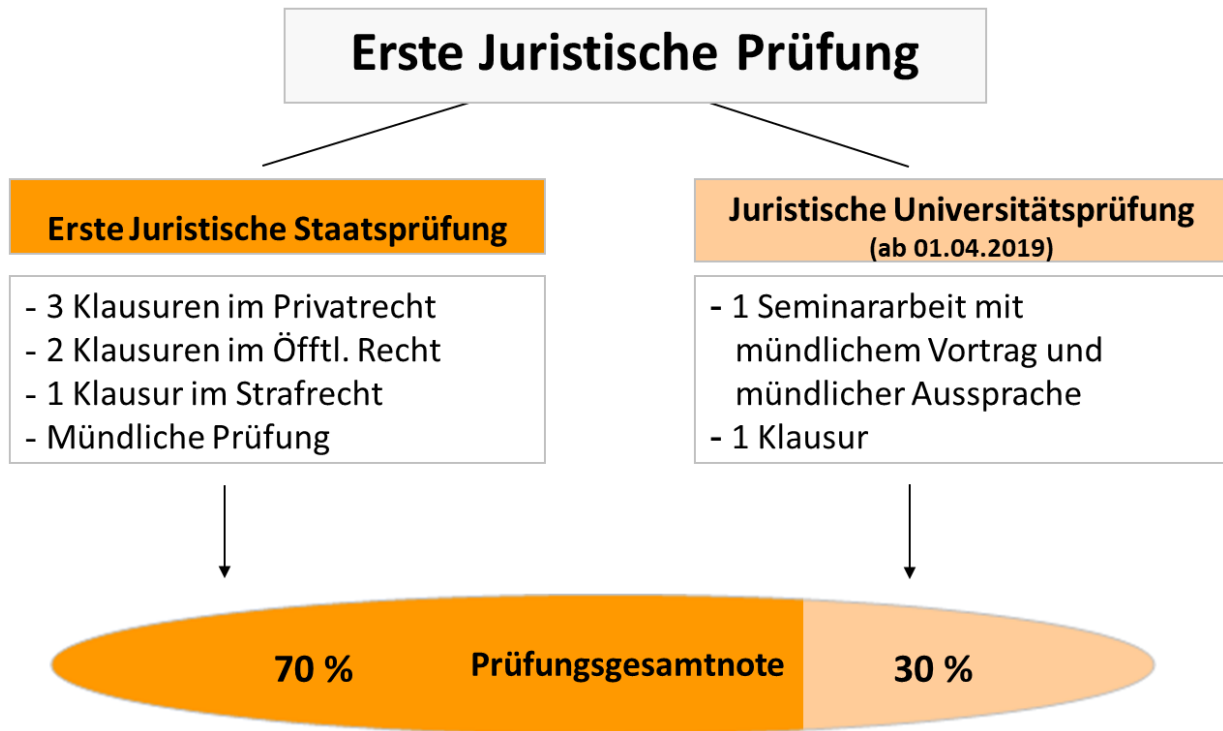 Erste Juristische Prüfung
Erste Juristische Staatsprüfung
- 3 Klausuren im Privatrecht
- 2 Klausuren im Öfftl. Recht
- 1 Klausur im Strafrecht
- Mündliche Prüfung
Juristische Universitätsprüfung
(ab 01.04.2019)
- 1 Seminararbeit mit
mündlichem Vortrag und
mündlicher Aussprache
- 1 Klausur
70 %
Prüfungsgesamtnote
30 %